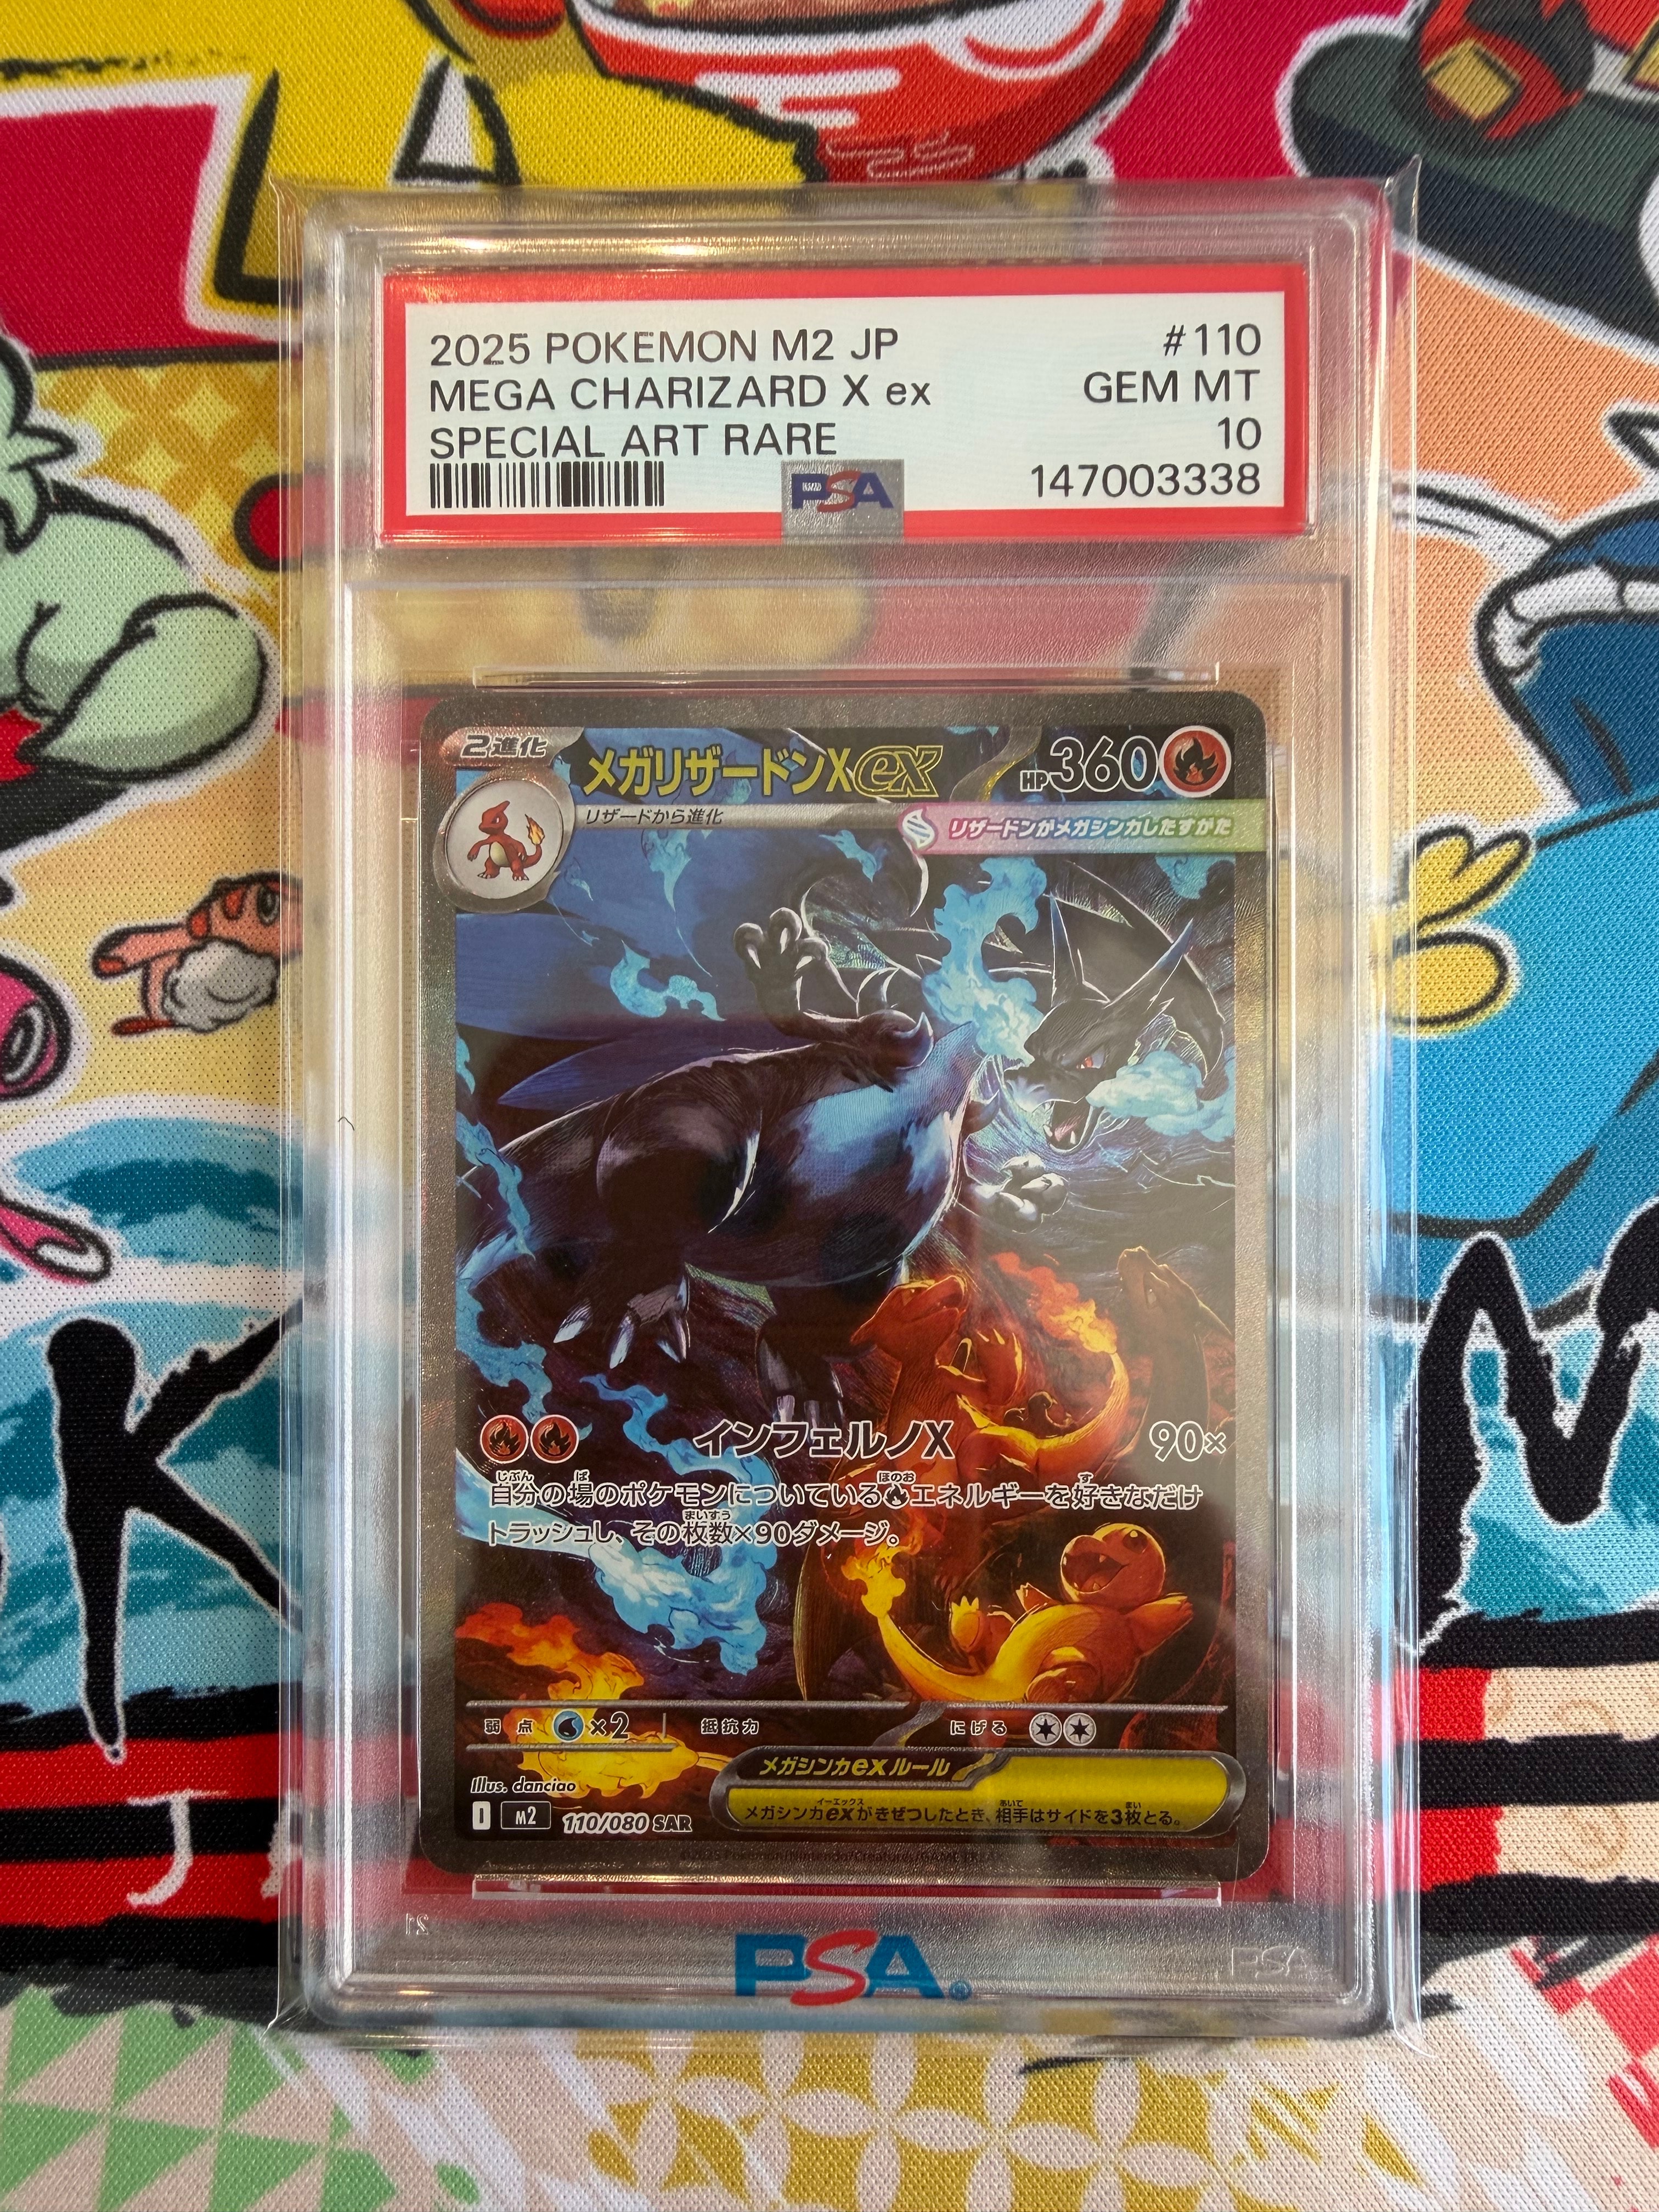 2025 POKEMON M2 JP #110
MEGA CHARIZARD X ex GEM MT
SPECIAL ART RARE 10
PSA 147003338
2進化 メガリザードンXex HP360
リザードから進化
リザードンがメガシンカしたすがた
インフェルノX 90×
自分の場のポケモンについているエネルギーを好きなだけ
トラッシュし、その枚数×90ダメージ。
弱点 ×2 抵抗力 にげる
メガシンカexルール
メガシンカexがきぜつしたとき、相手はサイドを3枚とる。
Illus. danciao
I M2 110/080 SAR
PSA®
PSA
K
N